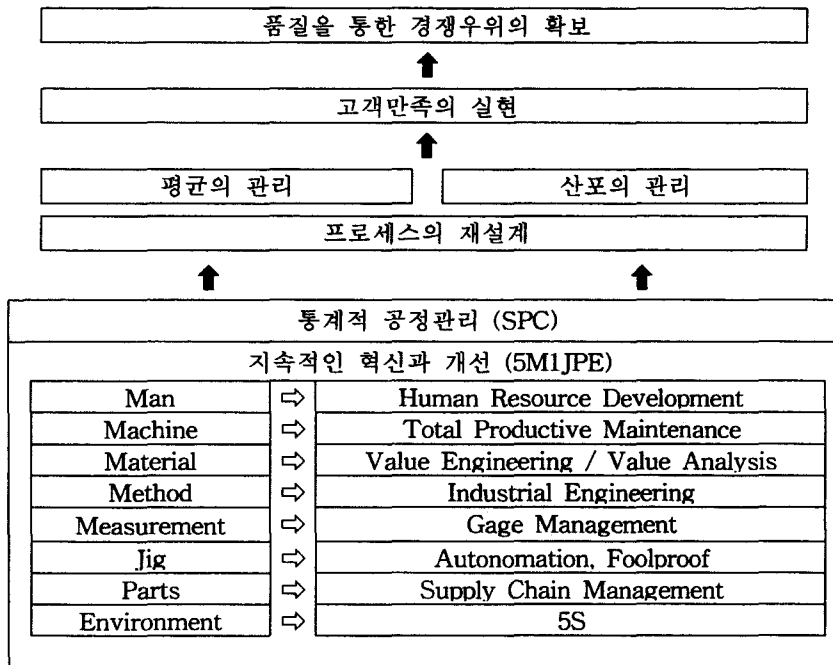 품질을 통한 경쟁우위의 확보
고객만족의 실현
평균의 관리 산포의 관리
프로세스의 재설계
통계적 공정관리 (SPC)
지속적인 혁신과 개선 (5M1JPE)
Man ⇨ Human Resource Development
Machine ⇨ Total Productive Maintenance
Material ⇨ Value Engineering / Value Analysis
Method ⇨ Industrial Engineering
Measurement ⇨ Gage Management
Jig ⇨ Autonomation, Foolproof
Parts ⇨ Supply Chain Management
Environment ⇨ 5S